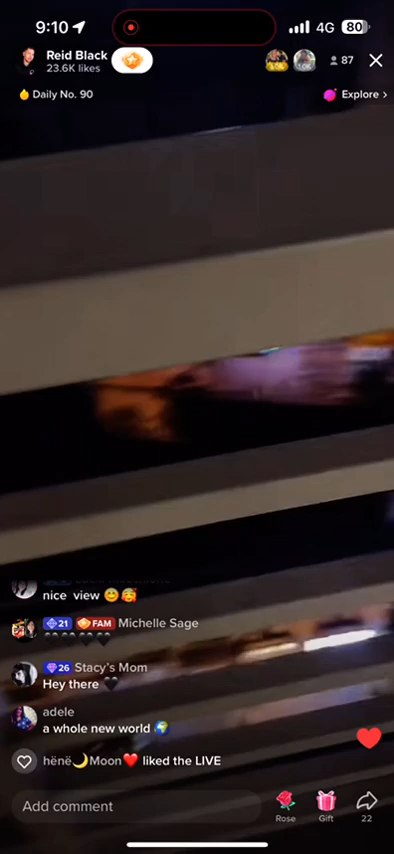 9:10
4G
80
Reid Black
23.6K likes
87
Daily No. 90
Explore >
nice view 😊🥰
21 FAM Michelle Sage
🖤🖤🖤🖤🖤
26 Stacy's Mom
Hey there 🖤
adele
a whole new world 🌍
hënë🌙Moon❤️ liked the LIVE
Add comment
Rose
Gift
22